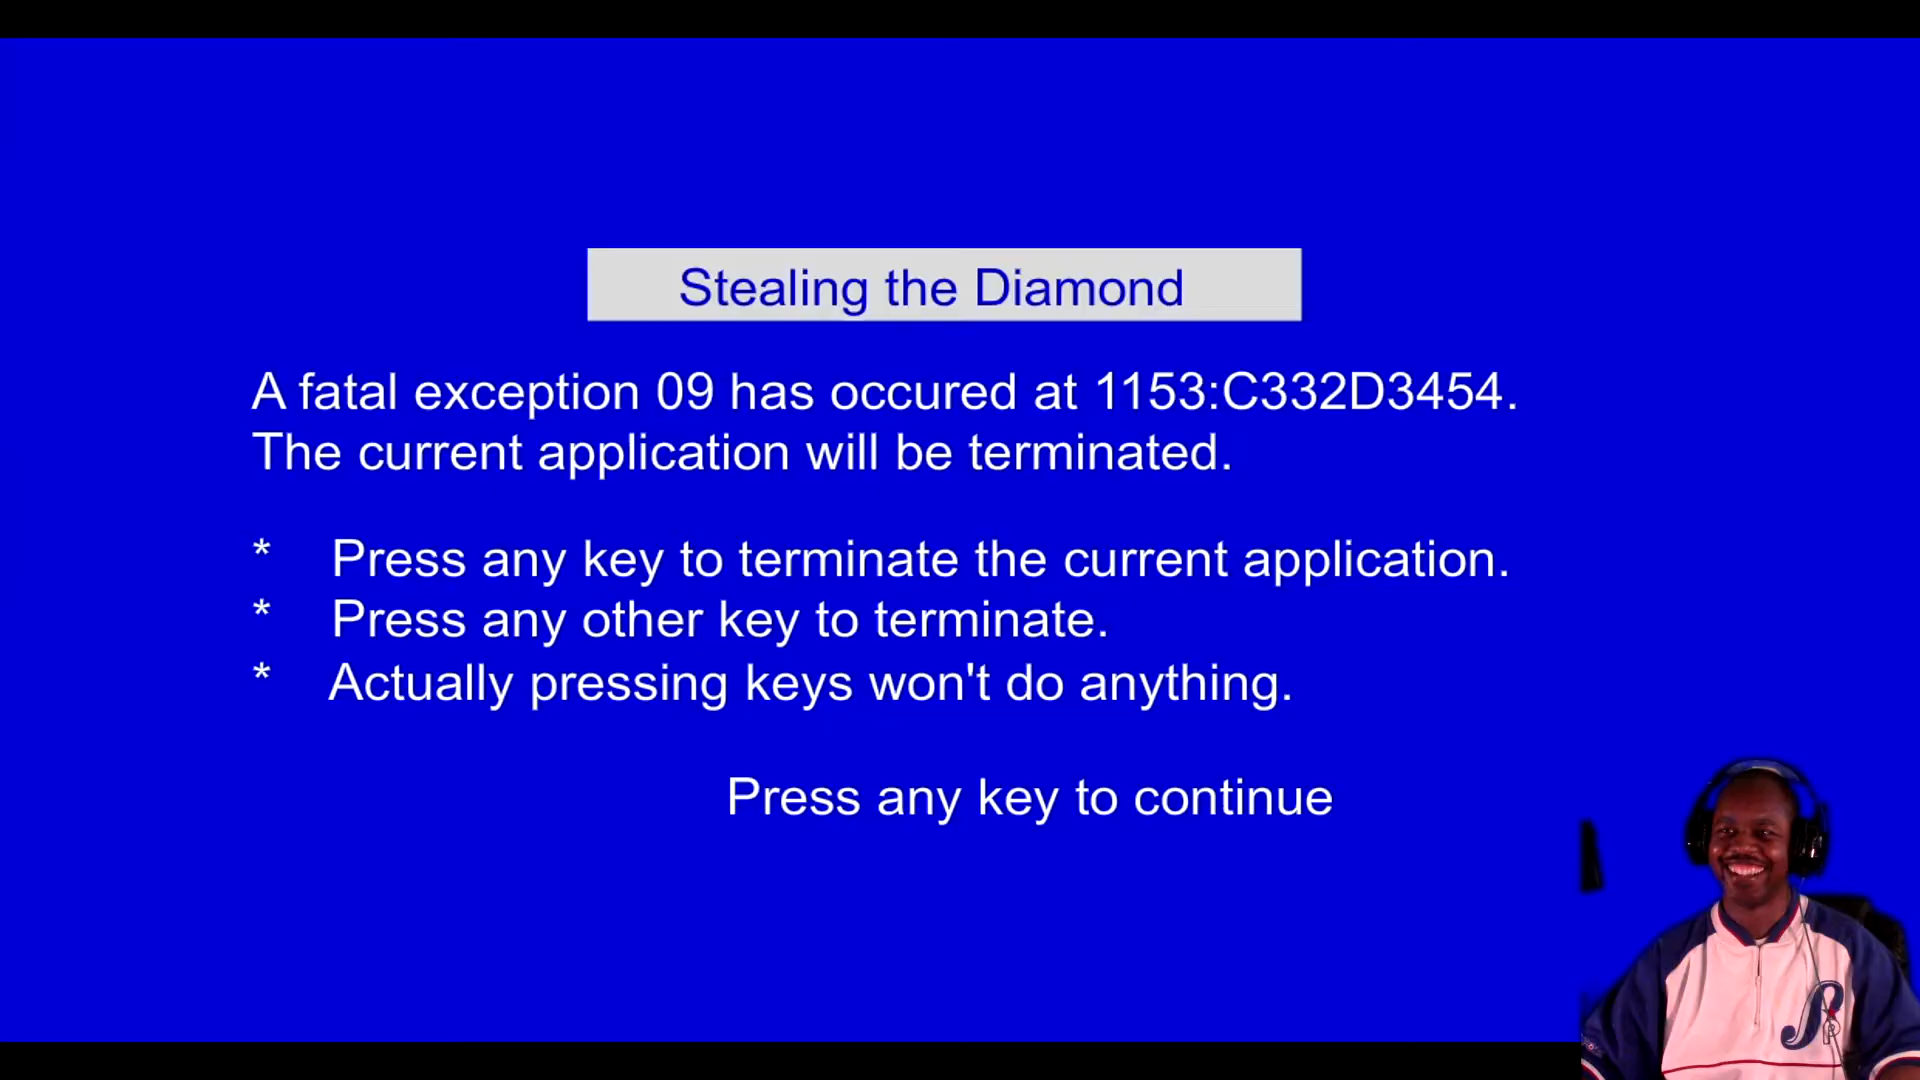 Stealing the Diamond
A fatal exception 09 has occured at 1153:C332D3454.
The current application will be terminated.
* Press any key to terminate the current application.
* Press any other key to terminate.
* Actually pressing keys won't do anything.
Press any key to continue